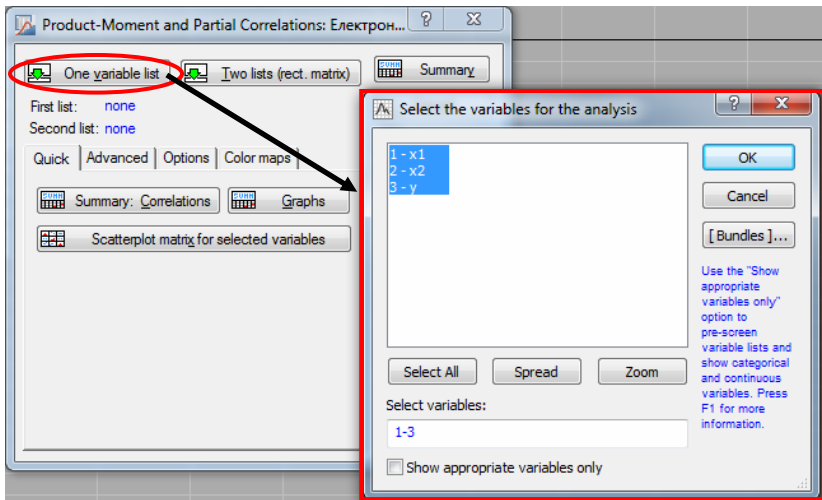 Product-Moment and Partial Correlations: Електрон...
One variable list
Two lists (rect. matrix)
SUMM
Summary
First list: none
Second list: none
Quick
Advanced
Options
Color maps
SUMM
Summary: Correlations
SUMM
Graphs
Scatterplot matrix for selected variables
Select the variables for the analysis
1 - x1
2 - x2
3 - y
OK
Cancel
[ Bundles ]...
Use the "Show
appropriate
variables only"
option to
pre-screen
variable lists and
show categorical
and continuous
variables. Press
F1 for more
information.
Select All
Spread
Zoom
Select variables:
1-3
Show appropriate variables only